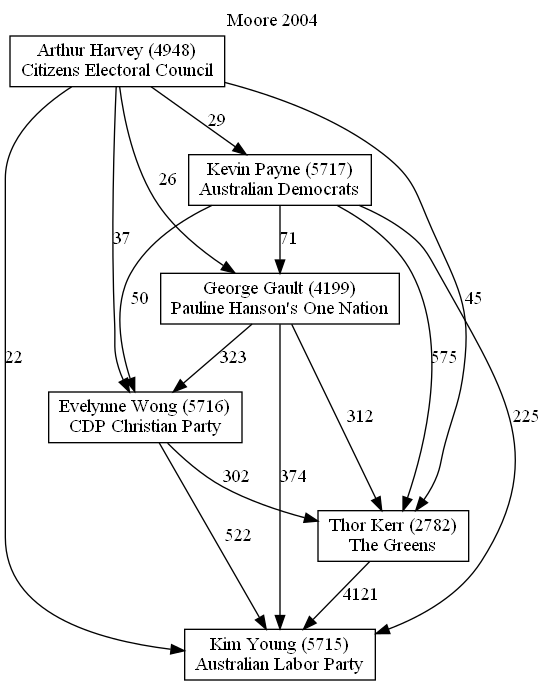 Moore 2004
Arthur Harvey (4948)
Citizens Electoral Council
29
Kevin Payne (5717)
Australian Democrats
26
37
71
George Gault (4199)
Pauline Hanson's One Nation
50
45
22
323
575
312
225
Evelynne Wong (5716)
CDP Christian Party
302
374
522
Thor Kerr (2782)
The Greens
4121
Kim Young (5715)
Australian Labor Party